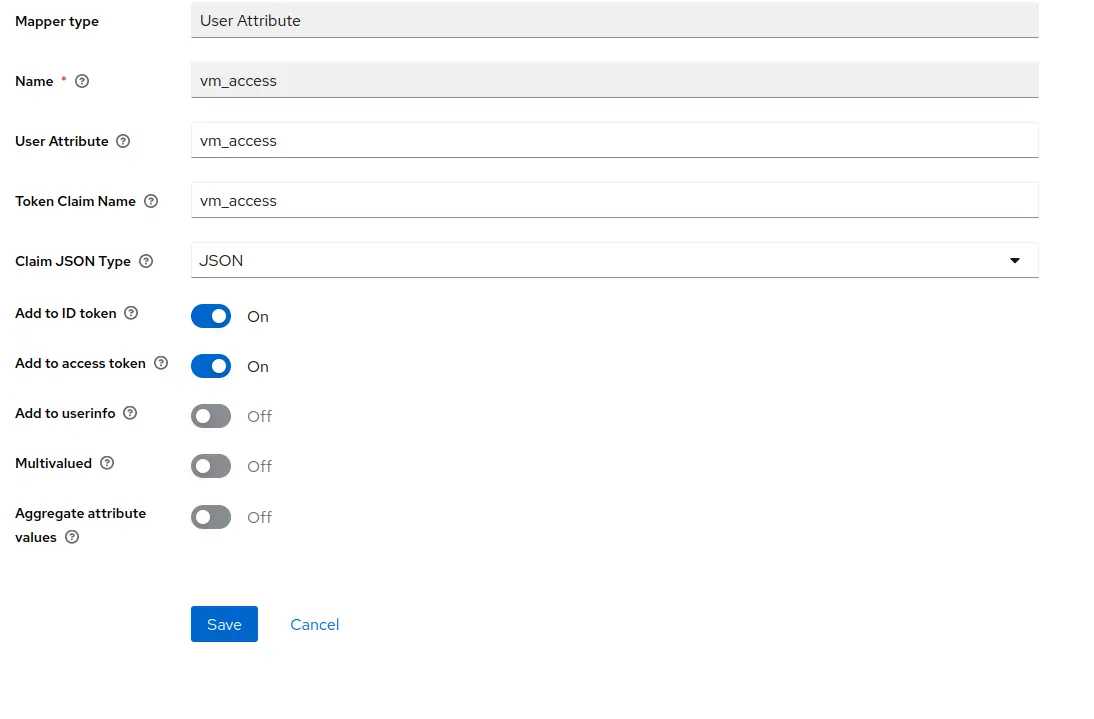 Mapper type
User Attribute
Name *
vm_access
User Attribute
vm_access
Token Claim Name
vm_access
Claim JSON Type
JSON
Add to ID token
On
Add to access token
On
Add to userinfo
Off
Multivalued
Off
Aggregate attribute
values
Off
Save Cancel